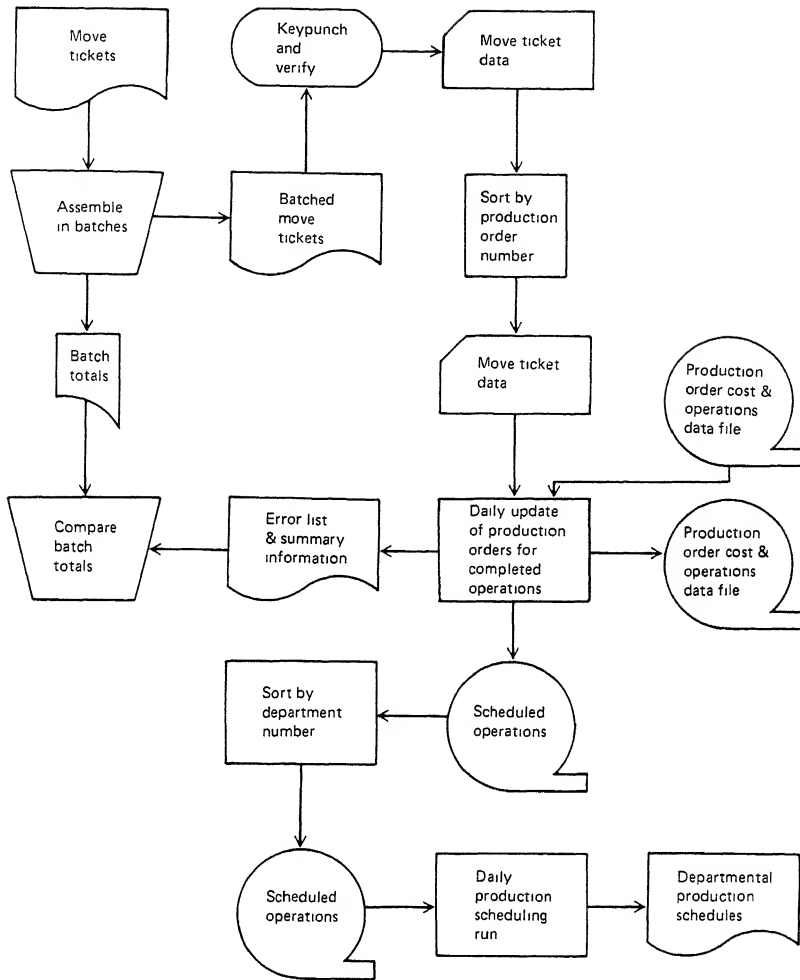 Move
tickets
Keypunch
and
verify
Move ticket
data
Assemble
in batches
Batched
move
tickets
Sort by
production
order
number
Batch
totals
Move ticket
data
Production
order cost &
operations
data file
Compare
batch
totals
Error list
& summary
information
Daily update
of production
orders for
completed
operations
Production
order cost &
operations
data file
Sort by
department
number
Scheduled
operations
Scheduled
operations
Daily
production
scheduling
run
Departmental
production
schedules